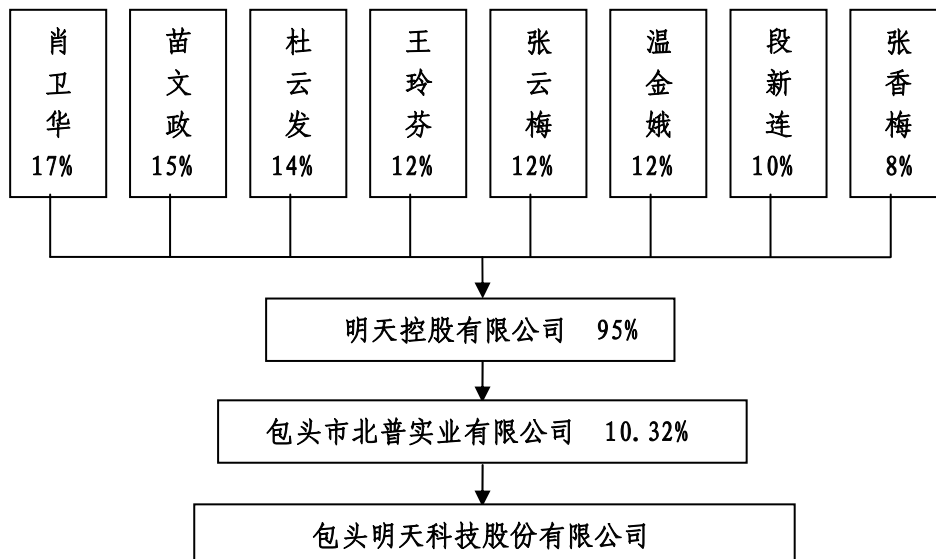 肖卫华
17%
苗文政
15%
杜云发
14%
王玲芬
12%
张云梅
12%
温金娥
12%
段新连
10%
张香梅
8%
明天控股有限公司 95%
包头市北普实业有限公司 10.32%
包头明天科技股份有限公司